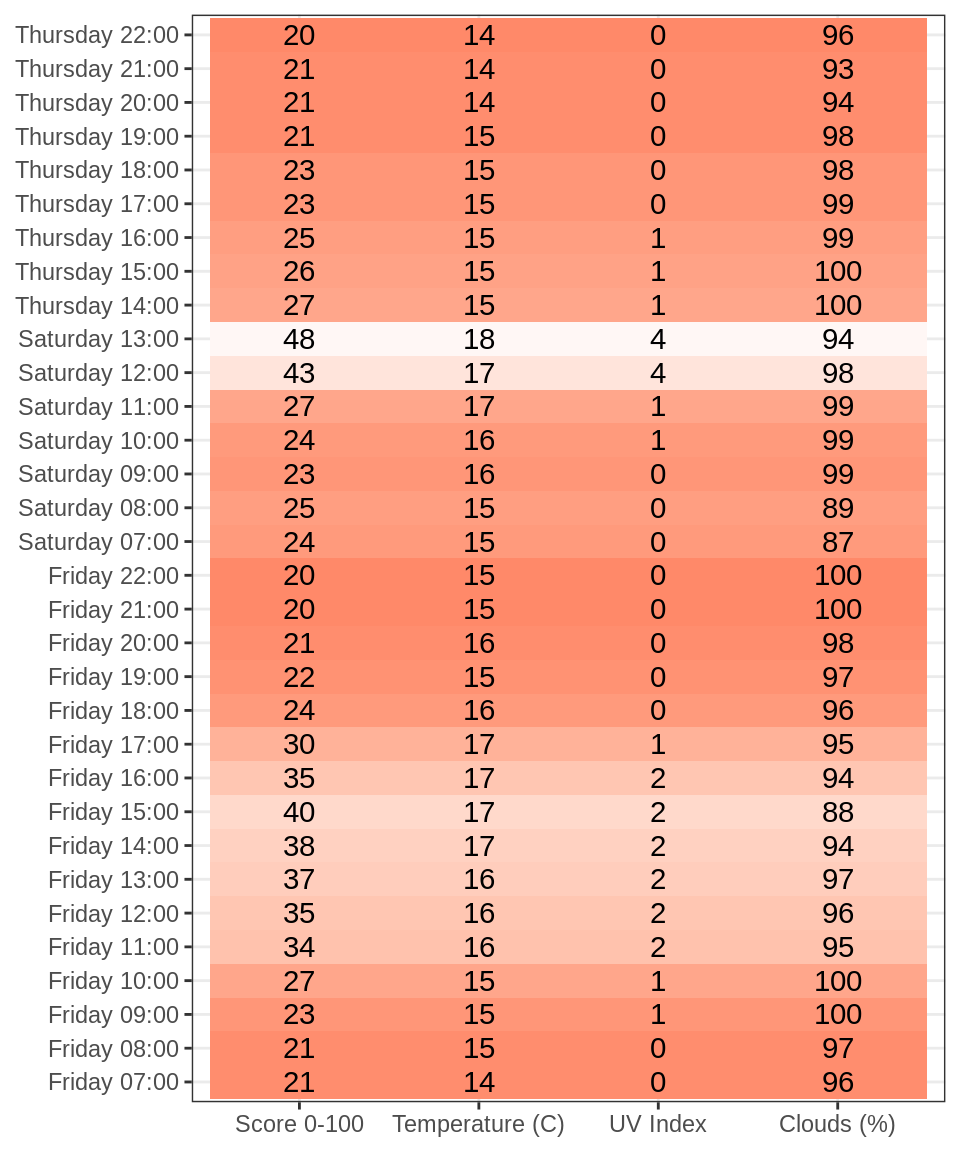 Thursday 22:00 20 14 0 96
Thursday 21:00 21 14 0 93
Thursday 20:00 21 14 0 94
Thursday 19:00 21 15 0 98
Thursday 18:00 23 15 0 98
Thursday 17:00 23 15 0 99
Thursday 16:00 25 15 1 99
Thursday 15:00 26 15 1 100
Thursday 14:00 27 15 1 100
Saturday 13:00 48 18 4 94
Saturday 12:00 43 17 4 98
Saturday 11:00 27 17 1 99
Saturday 10:00 24 16 1 99
Saturday 09:00 23 16 0 99
Saturday 08:00 25 15 0 89
Saturday 07:00 24 15 0 87
Friday 22:00 20 15 0 100
Friday 21:00 20 15 0 100
Friday 20:00 21 16 0 98
Friday 19:00 22 15 0 97
Friday 18:00 24 16 0 96
Friday 17:00 30 17 1 95
Friday 16:00 35 17 2 94
Friday 15:00 40 17 2 88
Friday 14:00 38 17 2 94
Friday 13:00 37 16 2 97
Friday 12:00 35 16 2 96
Friday 11:00 34 16 2 95
Friday 10:00 27 15 1 100
Friday 09:00 23 15 1 100
Friday 08:00 21 15 0 97
Friday 07:00 21 14 0 96
Score 0-100 Temperature (C) UV Index Clouds (%)